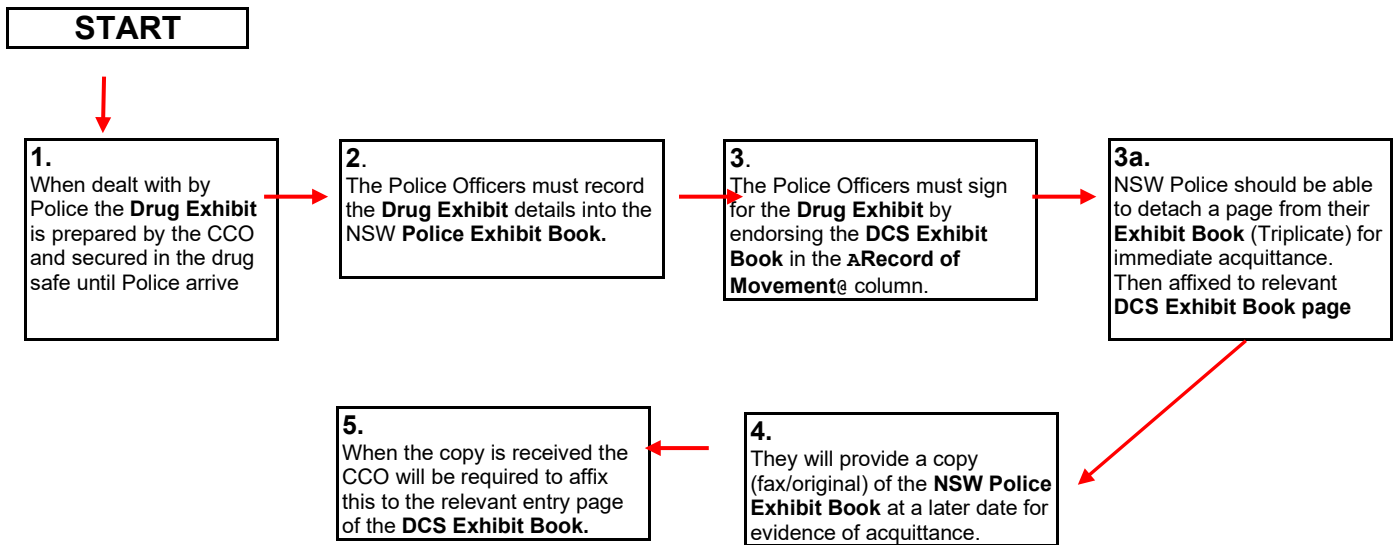 START
1.
When dealt with by
Police the Drug Exhibit
is prepared by the CCO
and secured in the drug
safe until Police arrive
2.
The Police Officers must record
the Drug Exhibit details into the
NSW Police Exhibit Book.
3.
The Police Officers must sign
for the Drug Exhibit by
endorsing the DCS Exhibit
Book in the ARecord of
Movement@ column.
3a.
NSW Police should be able
to detach a page from their
Exhibit Book (Triplicate) for
immediate acquittance.
Then affixed to relevant
DCS Exhibit Book page
4.
They will provide a copy
(fax/original) of the NSW Police
Exhibit Book at a later date for
evidence of acquittance.
5.
When the copy is received the
CCO will be required to affix
this to the relevant entry page
of the DCS Exhibit Book.